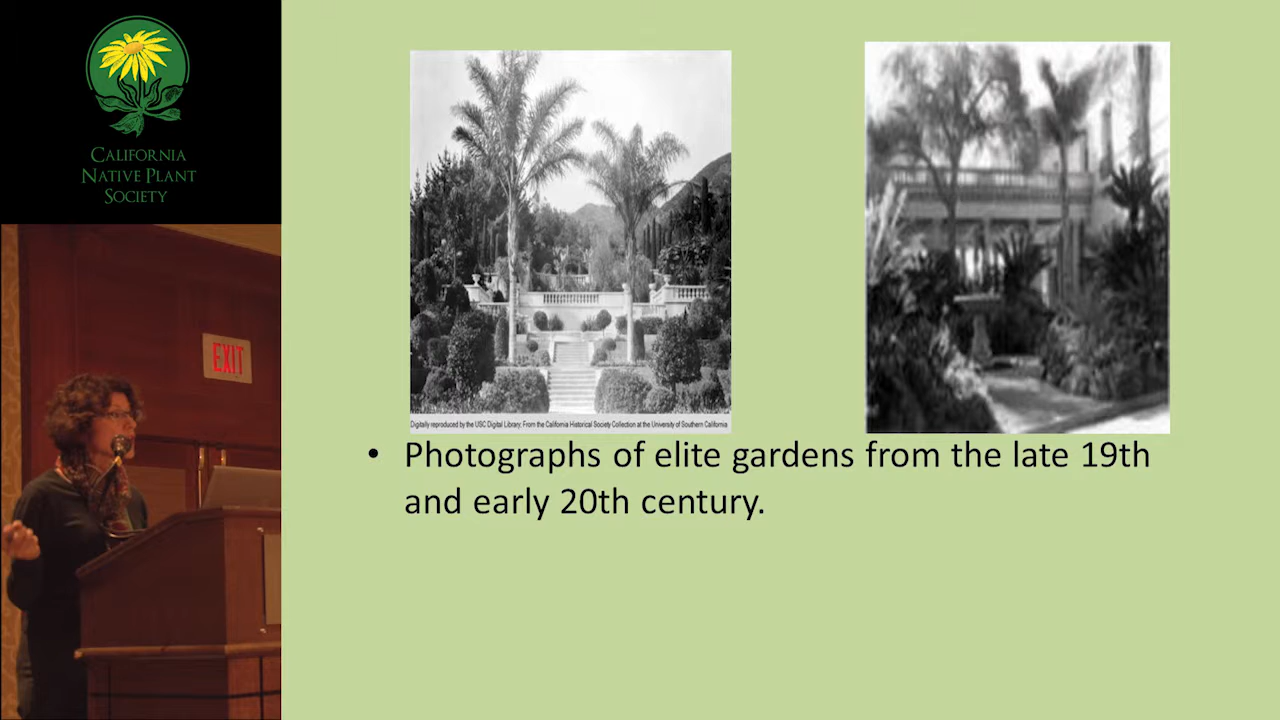 CALIFORNIA
NATIVE PLANT
SOCIETY
EXIT
Digitally reproduced by the USC Digital Library; From the California Historical Society Collection at the University of Southern California
• Photographs of elite gardens from the late 19th
and early 20th century.